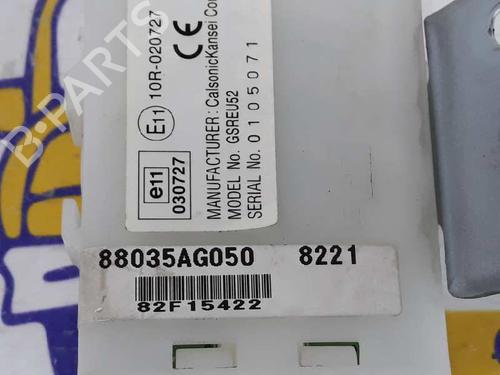 10R-020727
E11
e11
030727
MANUFACTURER : CalsonicKansei Co
MODEL No. GSREU52
SERIAL No. 0105071
CE
88035AG050 8221
82F15422
B-PARTS